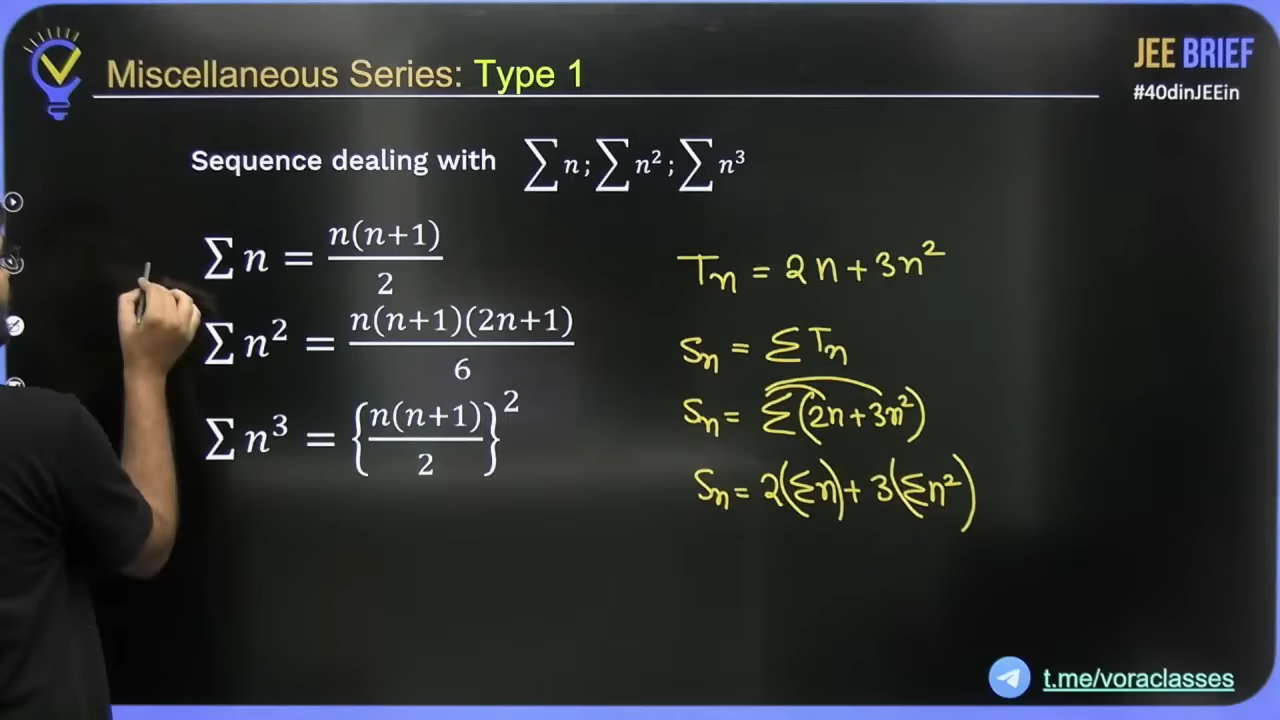 Miscellaneous Series: Type 1
JEE BRIEF
#40dinJEEin
Sequence dealing with ∑n; ∑n²; ∑n³
∑n = n(n+1)/2
∑n² = n(n+1)(2n+1)/6
∑n³ = {n(n+1)/2}²
Tn = 2n + 3n²
Sn = ∑Tn
Sn = ∑(2n + 3n²)
Sn = 2(∑n) + 3(∑n²)
t.me/voraclasses